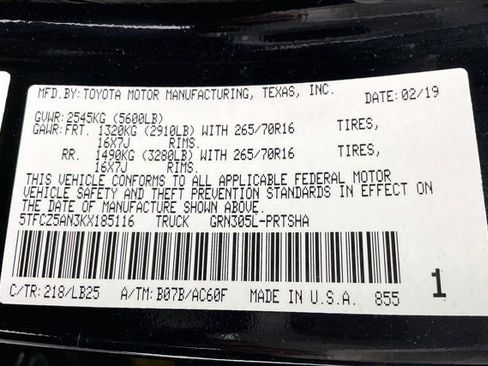 MFD.BY:TOYOTA MOTOR MANUFACTURING, TEXAS, INC.
DATE:02/19
GVWR:2545KG (5600LB)
GAWR:FRT. 1320KG (2910LB) WITH 265/70R16 TIRES,
16X7J RIMS.
RR. 1490KG (3280LB) WITH 265/70R16 TIRES,
16X7J RIMS.
THIS VEHICLE CONFORMS TO ALL APPLICABLE FEDERAL MOTOR
VEHICLE SAFETY AND THEFT PREVENTION STANDARDS IN EFFECT ON
THE DATE OF MANUFACTURE SHOWN ABOVE.
5TFCZ5AN3KX185116 TRUCK GRN305L-PRTSHA
C/TR:218/LB25 A/TM:B07B/AC60F MADE IN U.S.A. 855 1